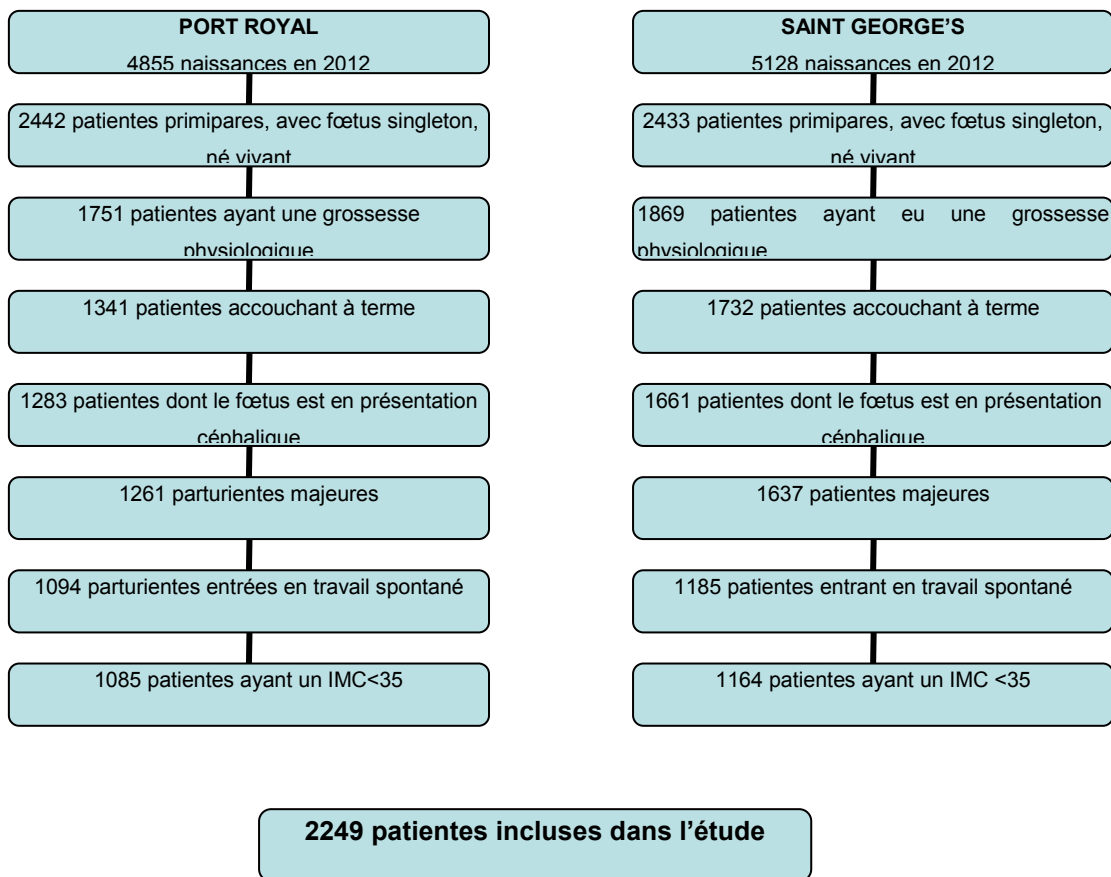 PORT ROYAL
4855 naissances en 2012
2442 patientes primipares, avec fœtus singleton,
né vivant
1751 patientes ayant une grossesse
physiologique
1341 patientes accouchant à terme
1283 patientes dont le fœtus est en présentation
céphalique
1261 parturientes majeures
1094 parturientes entrées en travail spontané
1085 patientes ayant un IMC<35
SAINT GEORGE’S
5128 naissances en 2012
2433 patientes primipares, avec fœtus singleton,
né vivant
1869 patientes ayant eu une grossesse
physiologique
1732 patientes accouchant à terme
1661 patientes dont le fœtus est en présentation
céphalique
1637 patientes majeures
1185 patientes entrant en travail spontané
1164 patientes ayant un IMC <35
2249 patientes incluses dans l’étude